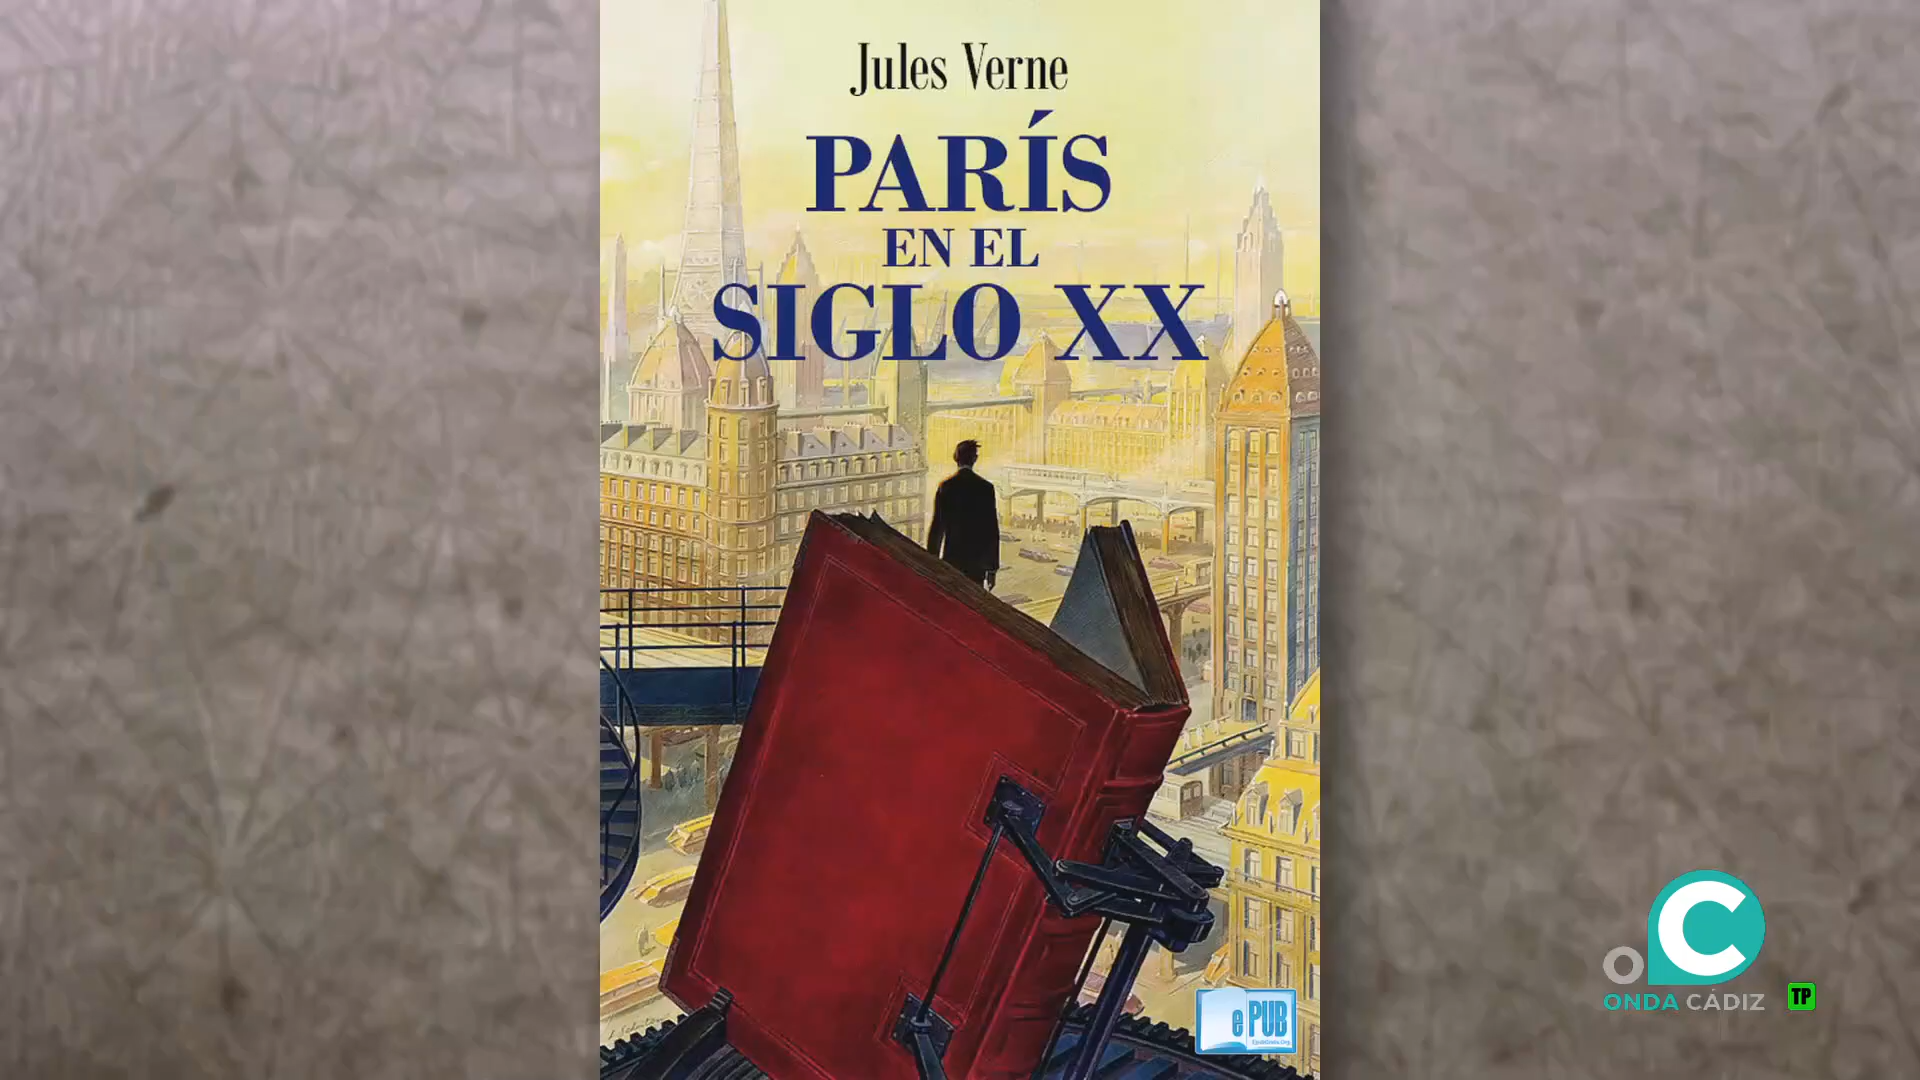 Jules Verne
PARÍS
EN EL
SIGLO XX
ePUB
O C
ONDA CÁDIZ
TP